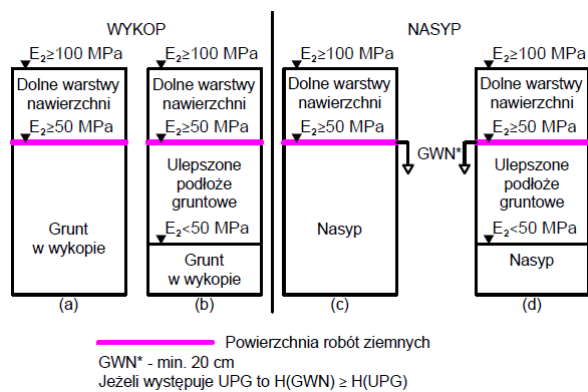 WYKOP
NASYP
E₂≥100 MPa
E₂≥100 MPa
E₂≥100 MPa
E₂≥100 MPa
Dolne warstwy
nawierzchni
Dolne warstwy
nawierzchni
Dolne warstwy
nawierzchni
Dolne warstwy
nawierzchni
E₂≥50 MPa
E₂≥50 MPa
E₂≥50 MPa
E₂≥50 MPa
GWN*
Grunt
w wykopie
Ulepszone
podłoże
gruntowe
Nasyp
Ulepszone
podłoże
gruntowe
E₂<50 MPa
E₂<50 MPa
Grunt
w wykopie
Nasyp
(a)
(b)
(c)
(d)
Powierzchnia robót ziemnych
GWN* - min. 20 cm
Jeżeli występuje UPG to H(GWN) ≥ H(UPG)